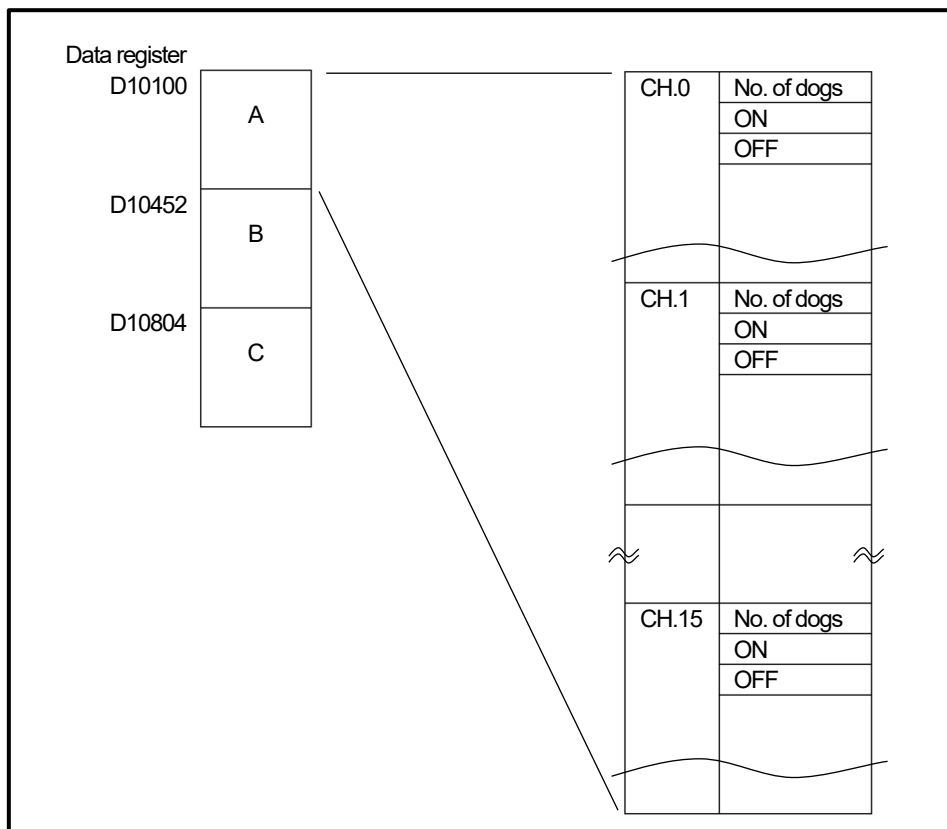 Data register
D10100
A
D10452
B
D10804
C
CH.0 No. of dogs
ON
OFF
CH.1 No. of dogs
ON
OFF
CH.15 No. of dogs
ON
OFF